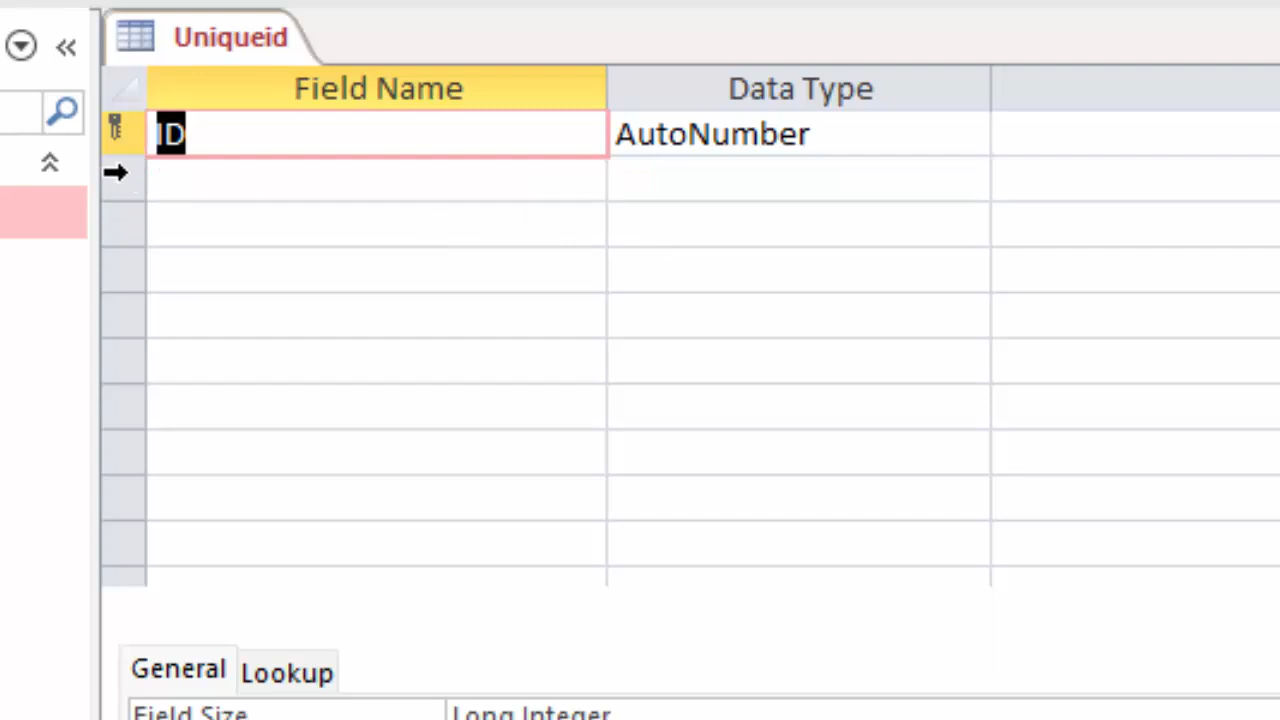 Uniqueid
Field Name Data Type
ID AutoNumber
General Lookup
Field Size Long Integer